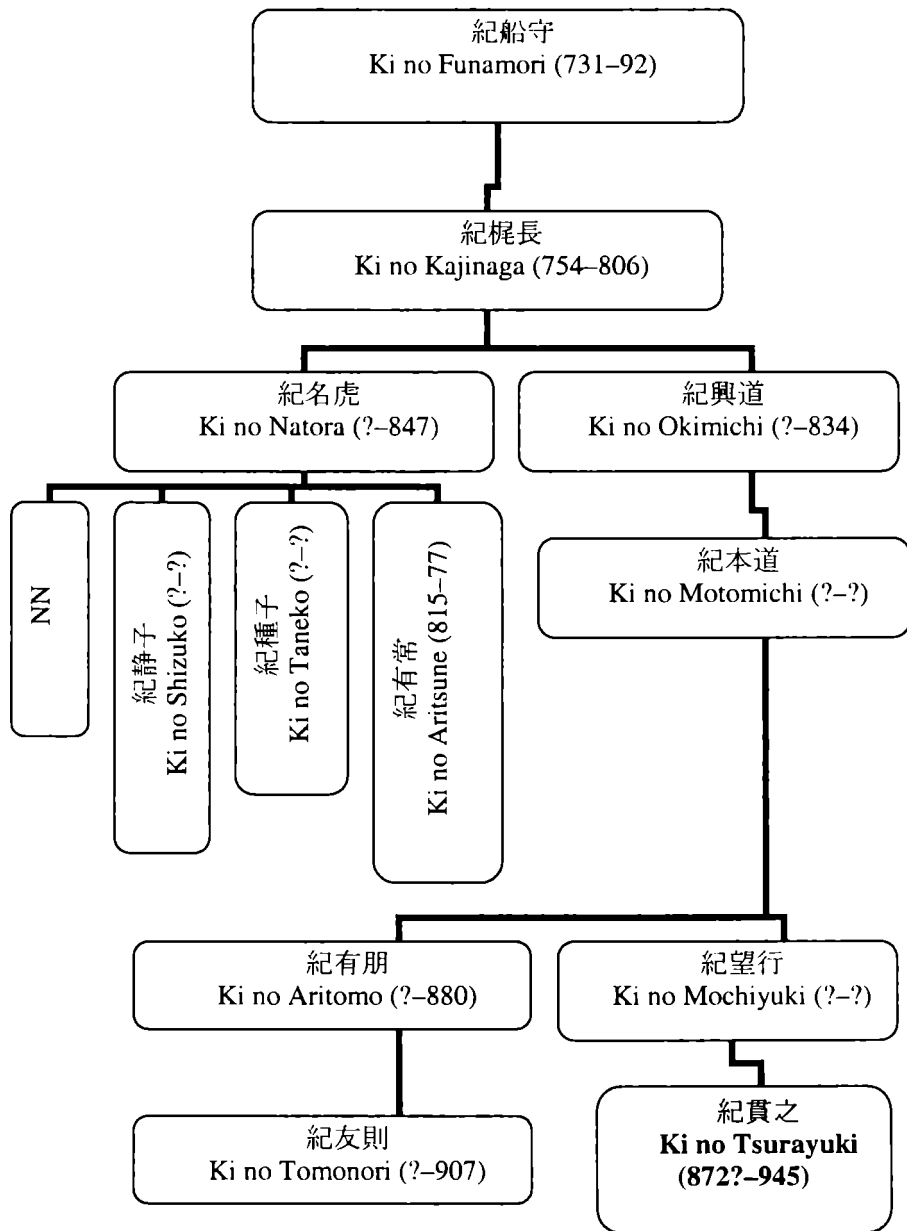 紀船守
Ki no Funamori (731–92)
紀梶長
Ki no Kajinaga (754–806)
紀名虎
Ki no Natora (?–847)
紀興道
Ki no Okimichi (?–834)
NN
紀静子
Ki no Shizuko (?–?)
紀種子
Ki no Taneko (?–?)
紀有常
Ki no Aritsune (815–77)
紀本道
Ki no Motomichi (?–?)
紀有朋
Ki no Aritomo (?–880)
紀望行
Ki no Mochiyuki (?–?)
紀友則
Ki no Tomonori (?–907)
紀貫之
Ki no Tsurayuki
(872?–945)